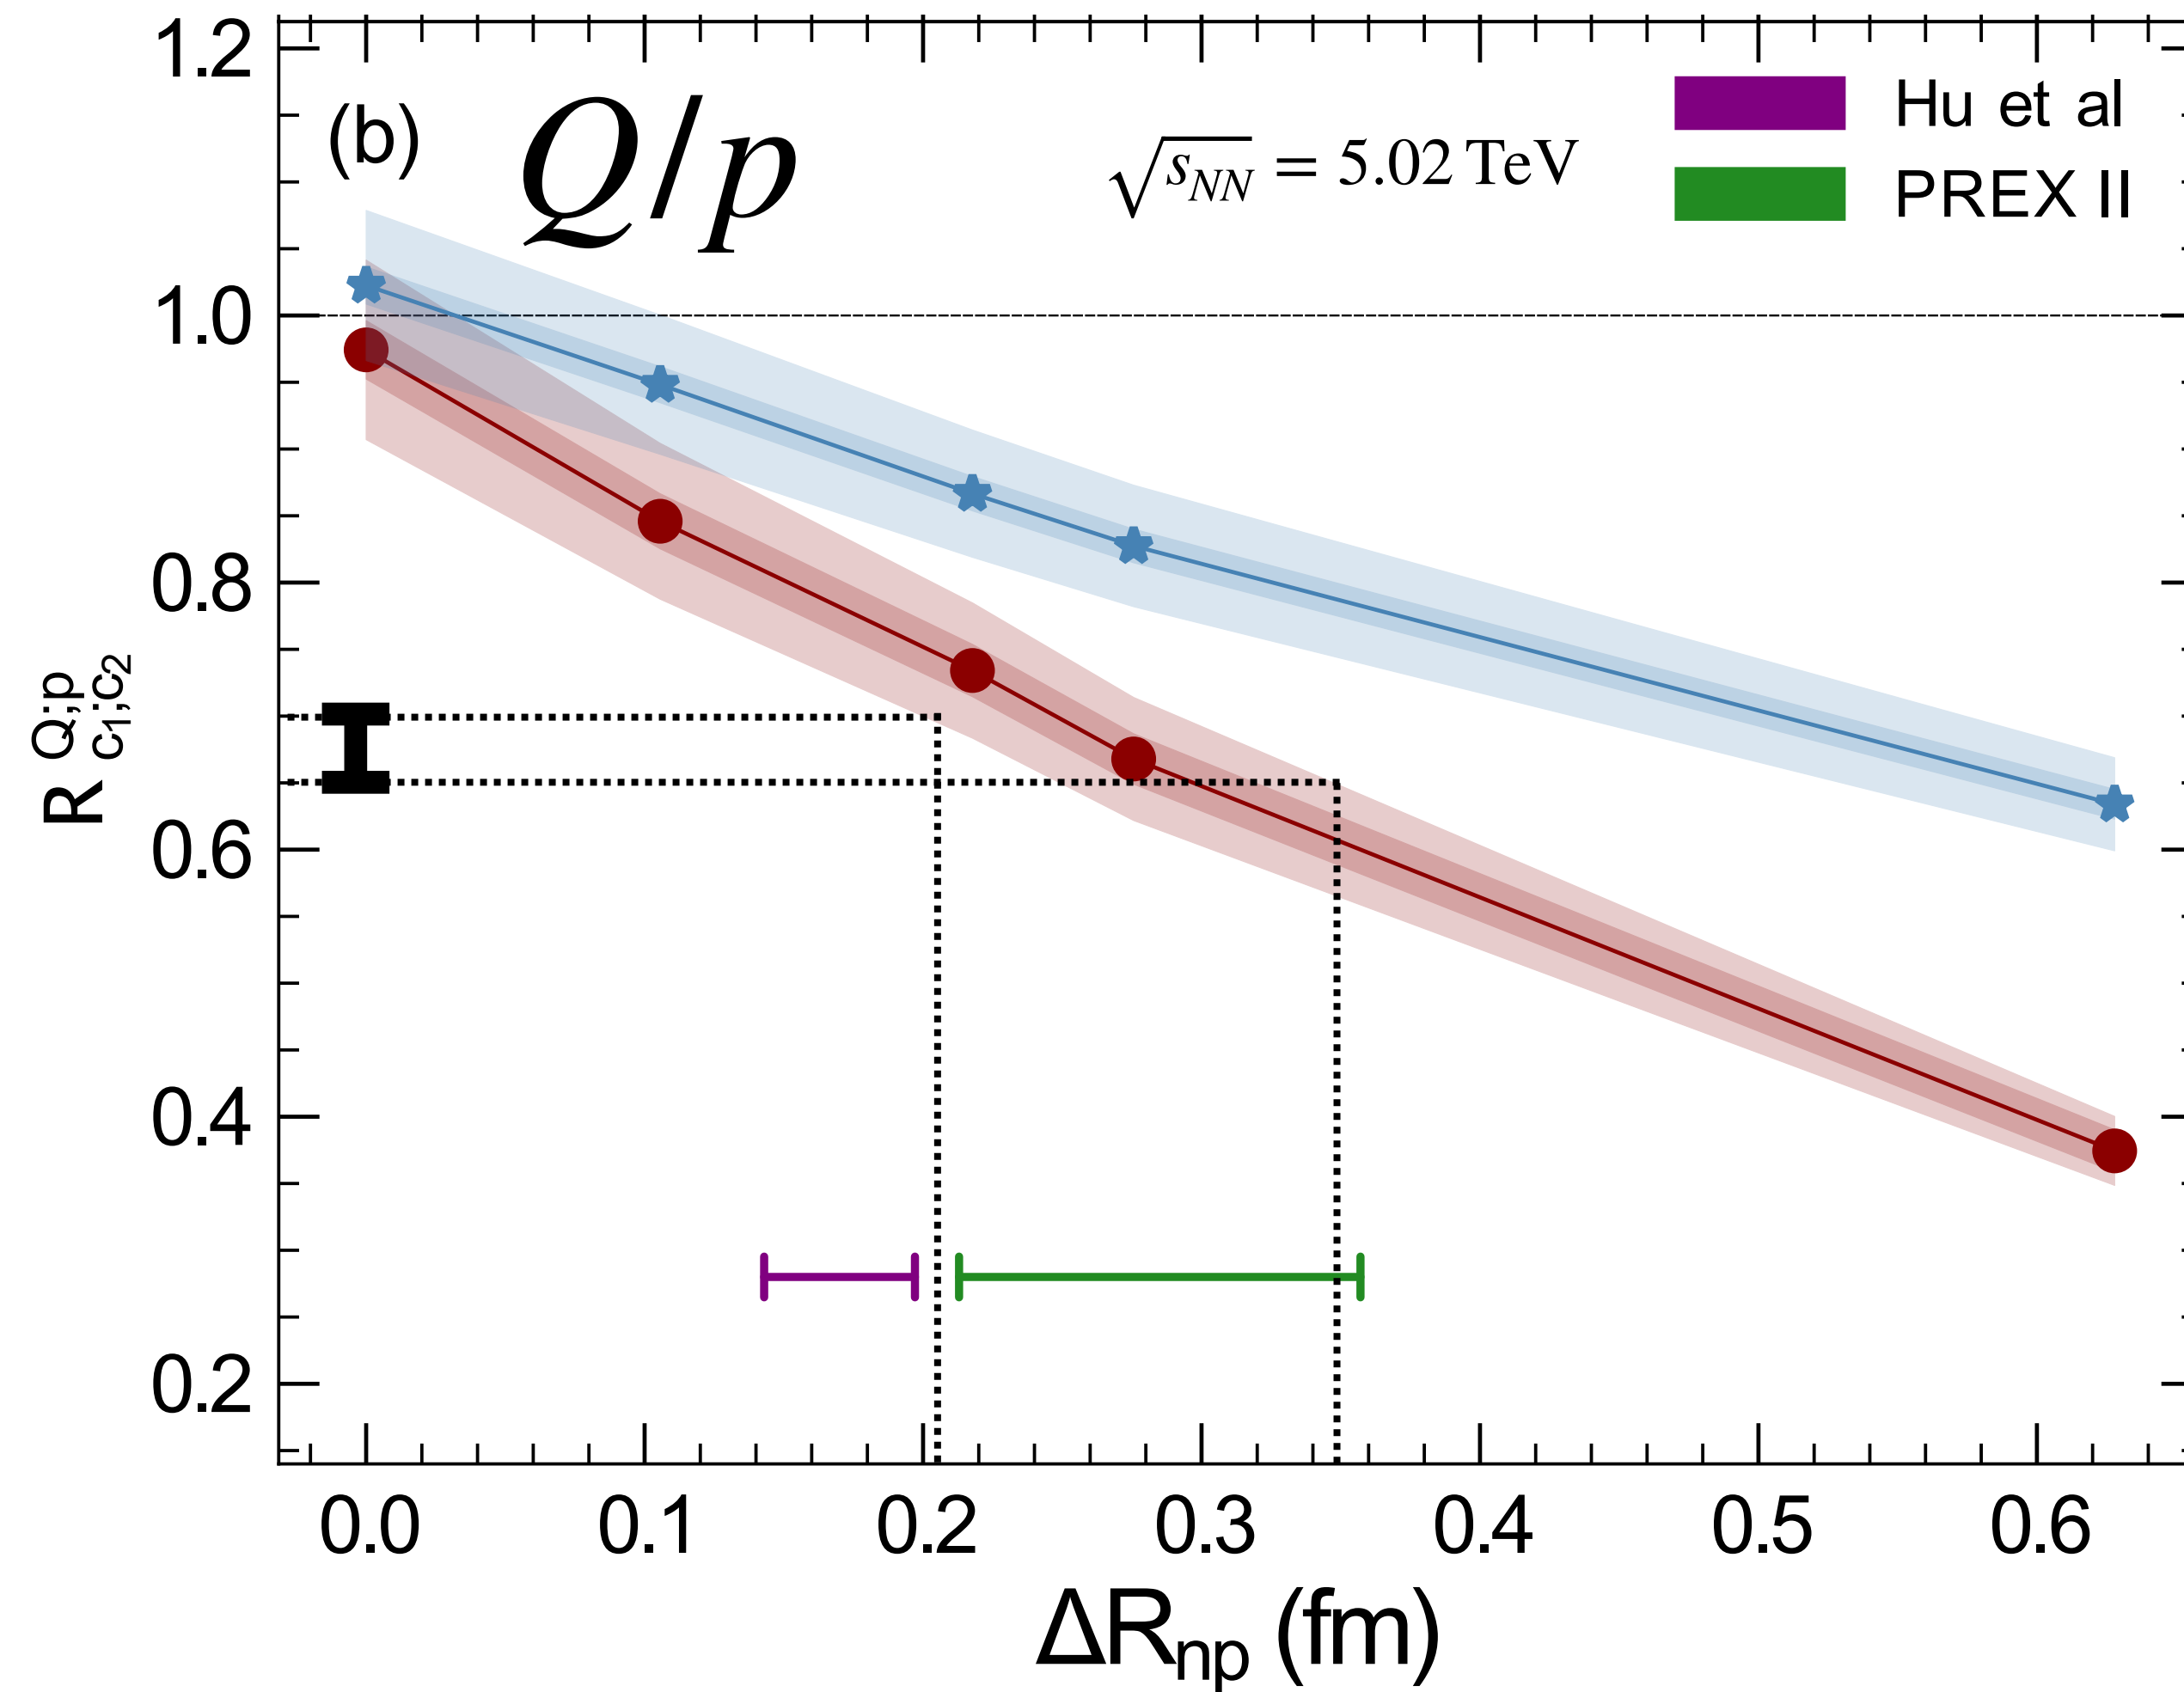 1.2
(b) Q/p √sNN = 5.02 TeV
Hu et al
PREX II
1.0
0.8
R Q;p c1;c2
0.6
0.4
0.2
0.0 0.1 0.2 0.3 0.4 0.5 0.6
ΔRnp (fm)